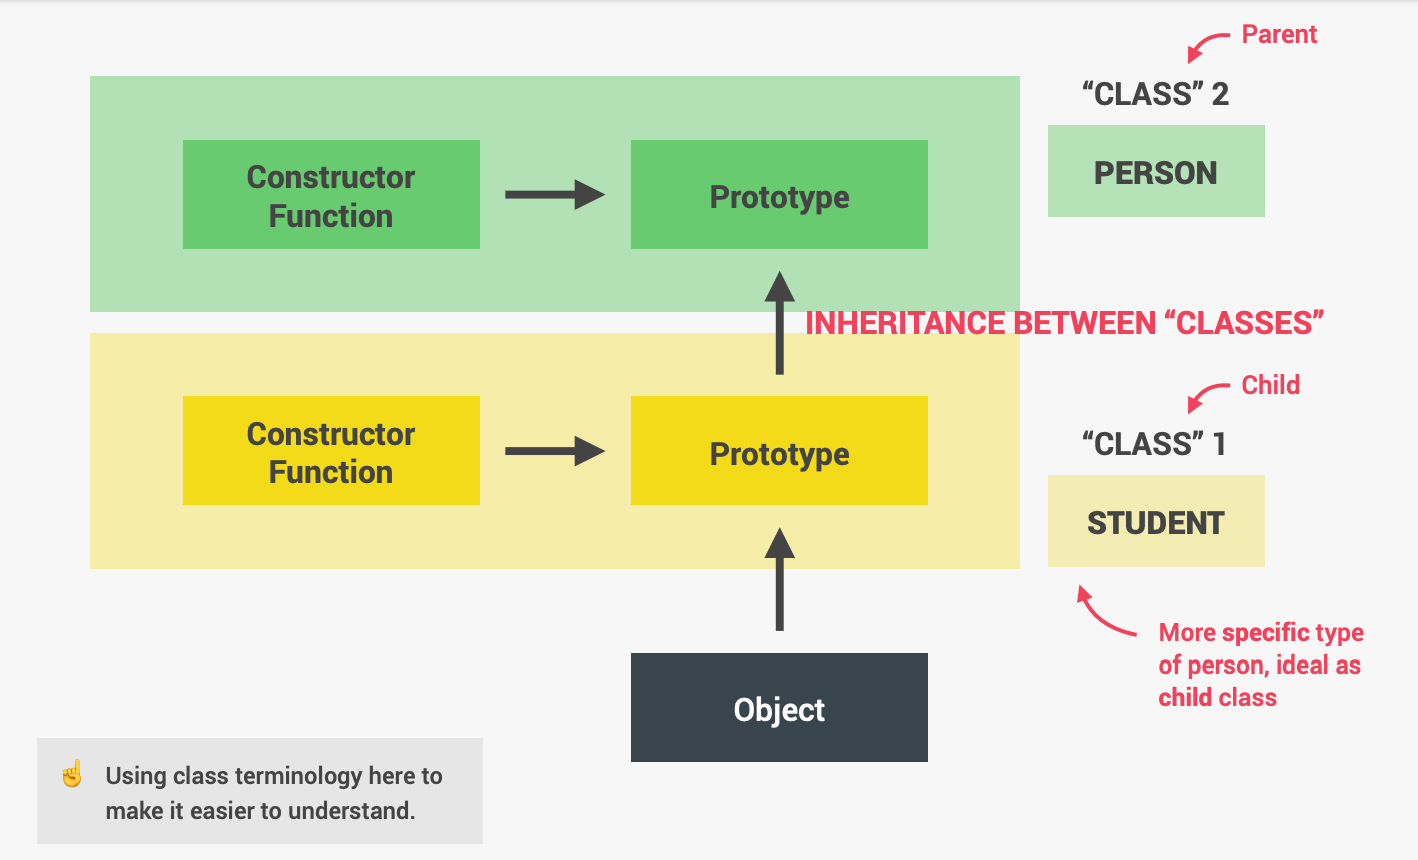 Parent
“CLASS” 2
PERSON
Constructor
Function
Prototype
INHERITANCE BETWEEN “CLASSES”
Child
“CLASS” 1
STUDENT
Constructor
Function
Prototype
More specific type
of person, ideal as
child class
Object
☝️ Using class terminology here to
make it easier to understand.